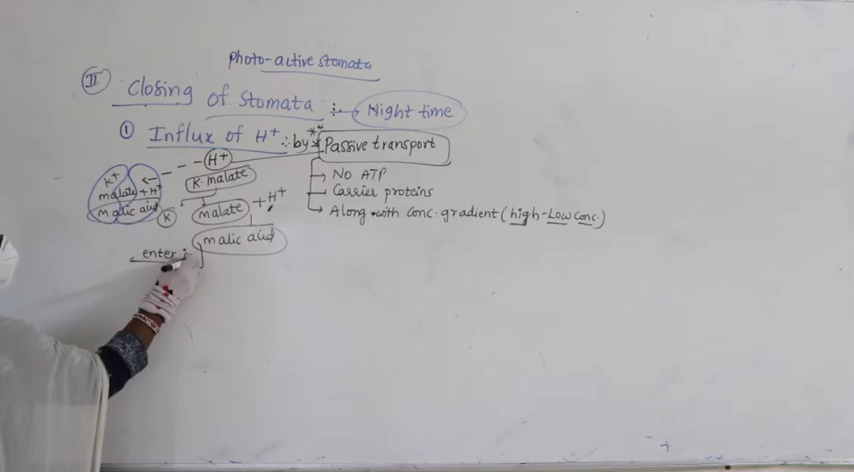 Photo-active stomata
II Closing of stomata :→ Night time
① Influx of H+ :- by ** Passive transport
H+
→ No ATP
→ Carrier proteins
→ Along with conc. gradient (high-Low conc.)
K+
malate + H+
malic acid
K. malate
K malate + H+
malic acid
enter i